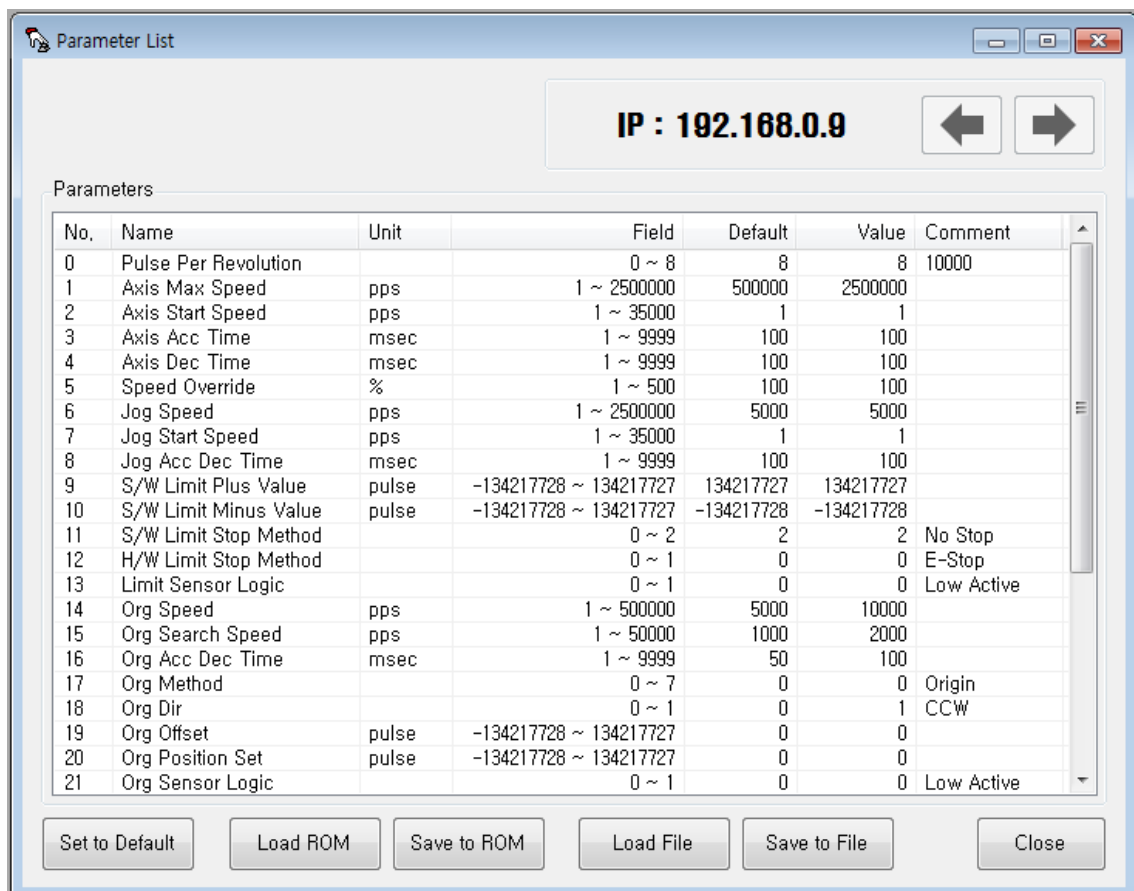 Parameter List
IP : 192.168.0.9
Parameters
No. Name Unit Field Default Value Comment
0 Pulse Per Revolution 0 ~ 8 8 8 10000
1 Axis Max Speed pps 1 ~ 2500000 500000 2500000
2 Axis Start Speed pps 1 ~ 35000 1 1
3 Axis Acc Time msec 1 ~ 9999 100 100
4 Axis Dec Time msec 1 ~ 9999 100 100
5 Speed Override % 1 ~ 500 100 100
6 Jog Speed pps 1 ~ 2500000 5000 5000
7 Jog Start Speed pps 1 ~ 35000 1 1
8 Jog Acc Dec Time msec 1 ~ 9999 100 100
9 S/W Limit Plus Value pulse -134217728 ~ 134217727 134217727 134217727
10 S/W Limit Minus Value pulse -134217728 ~ 134217727 -134217728 -134217728
11 S/W Limit Stop Method 0 ~ 2 2 2 No Stop
12 H/W Limit Stop Method 0 ~ 1 0 0 E-Stop
13 Limit Sensor Logic 0 ~ 1 0 0 Low Active
14 Org Speed pps 1 ~ 500000 5000 10000
15 Org Search Speed pps 1 ~ 50000 1000 2000
16 Org Acc Dec Time msec 1 ~ 9999 50 100
17 Org Method 0 ~ 7 0 0 Origin
18 Org Dir 0 ~ 1 0 1 CCW
19 Org Offset pulse -134217728 ~ 134217727 0 0
20 Org Position Set pulse -134217728 ~ 134217727 0 0
21 Org Sensor Logic 0 ~ 1 0 0 Low Active
Set to Default Load ROM Save to ROM Load File Save to File Close